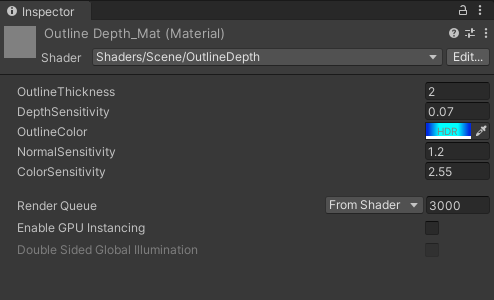 Inspector
Outline Depth_Mat (Material)
Shader Shaders/Scene/OutlineDepth Edit...
OutlineThickness 2
DepthSensitivity 0.07
OutlineColor HDR
NormalSensitivity 1.2
ColorSensitivity 2.55
Render Queue From Shader 3000
Enable GPU Instancing
Double Sided Global Illumination